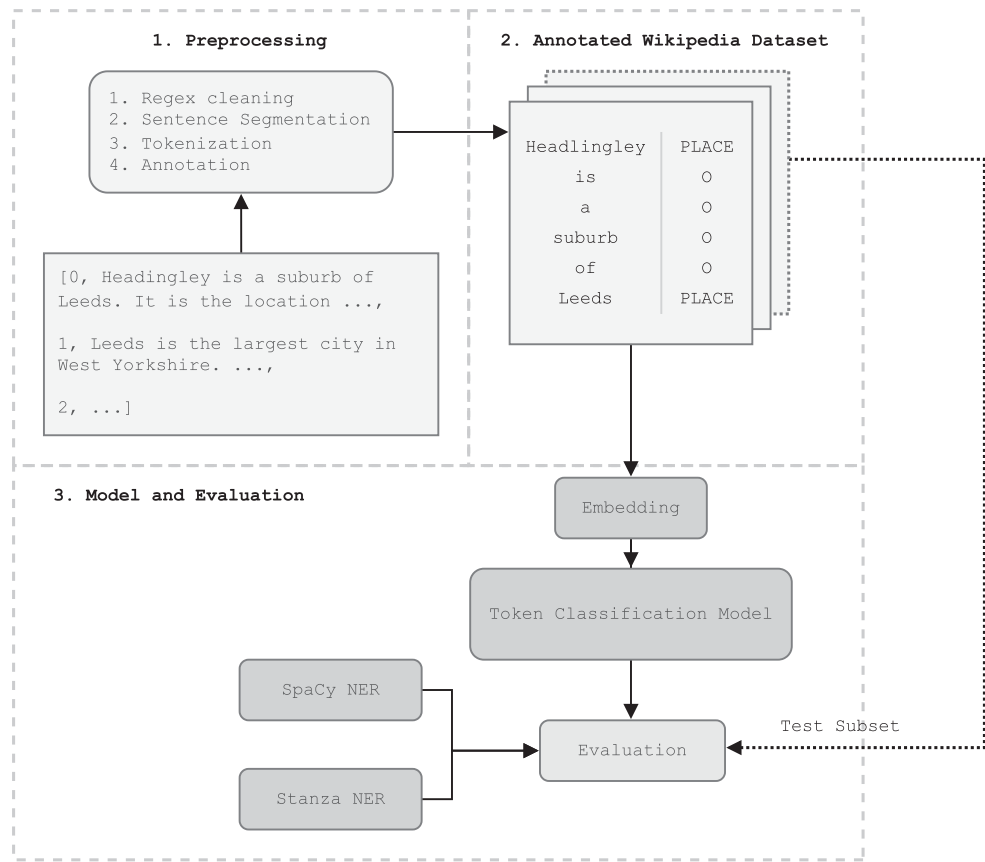 1. Preprocessing
1. Regex cleaning
2. Sentence Segmentation
3. Tokenization
4. Annotation
[0, Headingley is a suburb of
Leeds. It is the location ...,
1, Leeds is the largest city in
West Yorkshire. ...,
2, ...]
2. Annotated Wikipedia Dataset
Headlingley PLACE
is O
a O
suburb O
of O
Leeds PLACE
3. Model and Evaluation
Embedding
Token Classification Model
SpaCy NER
Stanza NER
Evaluation
Test Subset